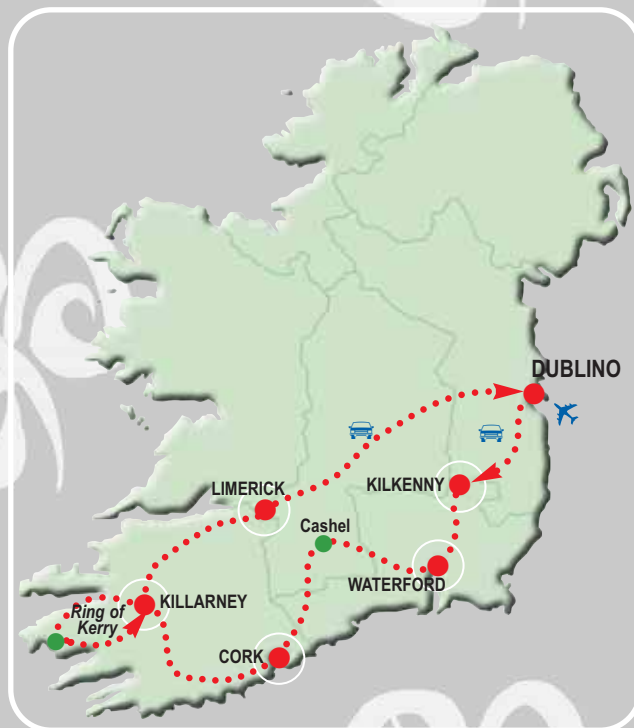 DUBLINO
KILKENNY
LIMERICK
Cashel
WATERFORD
Ring of
Kerry
KILLARNEY
CORK